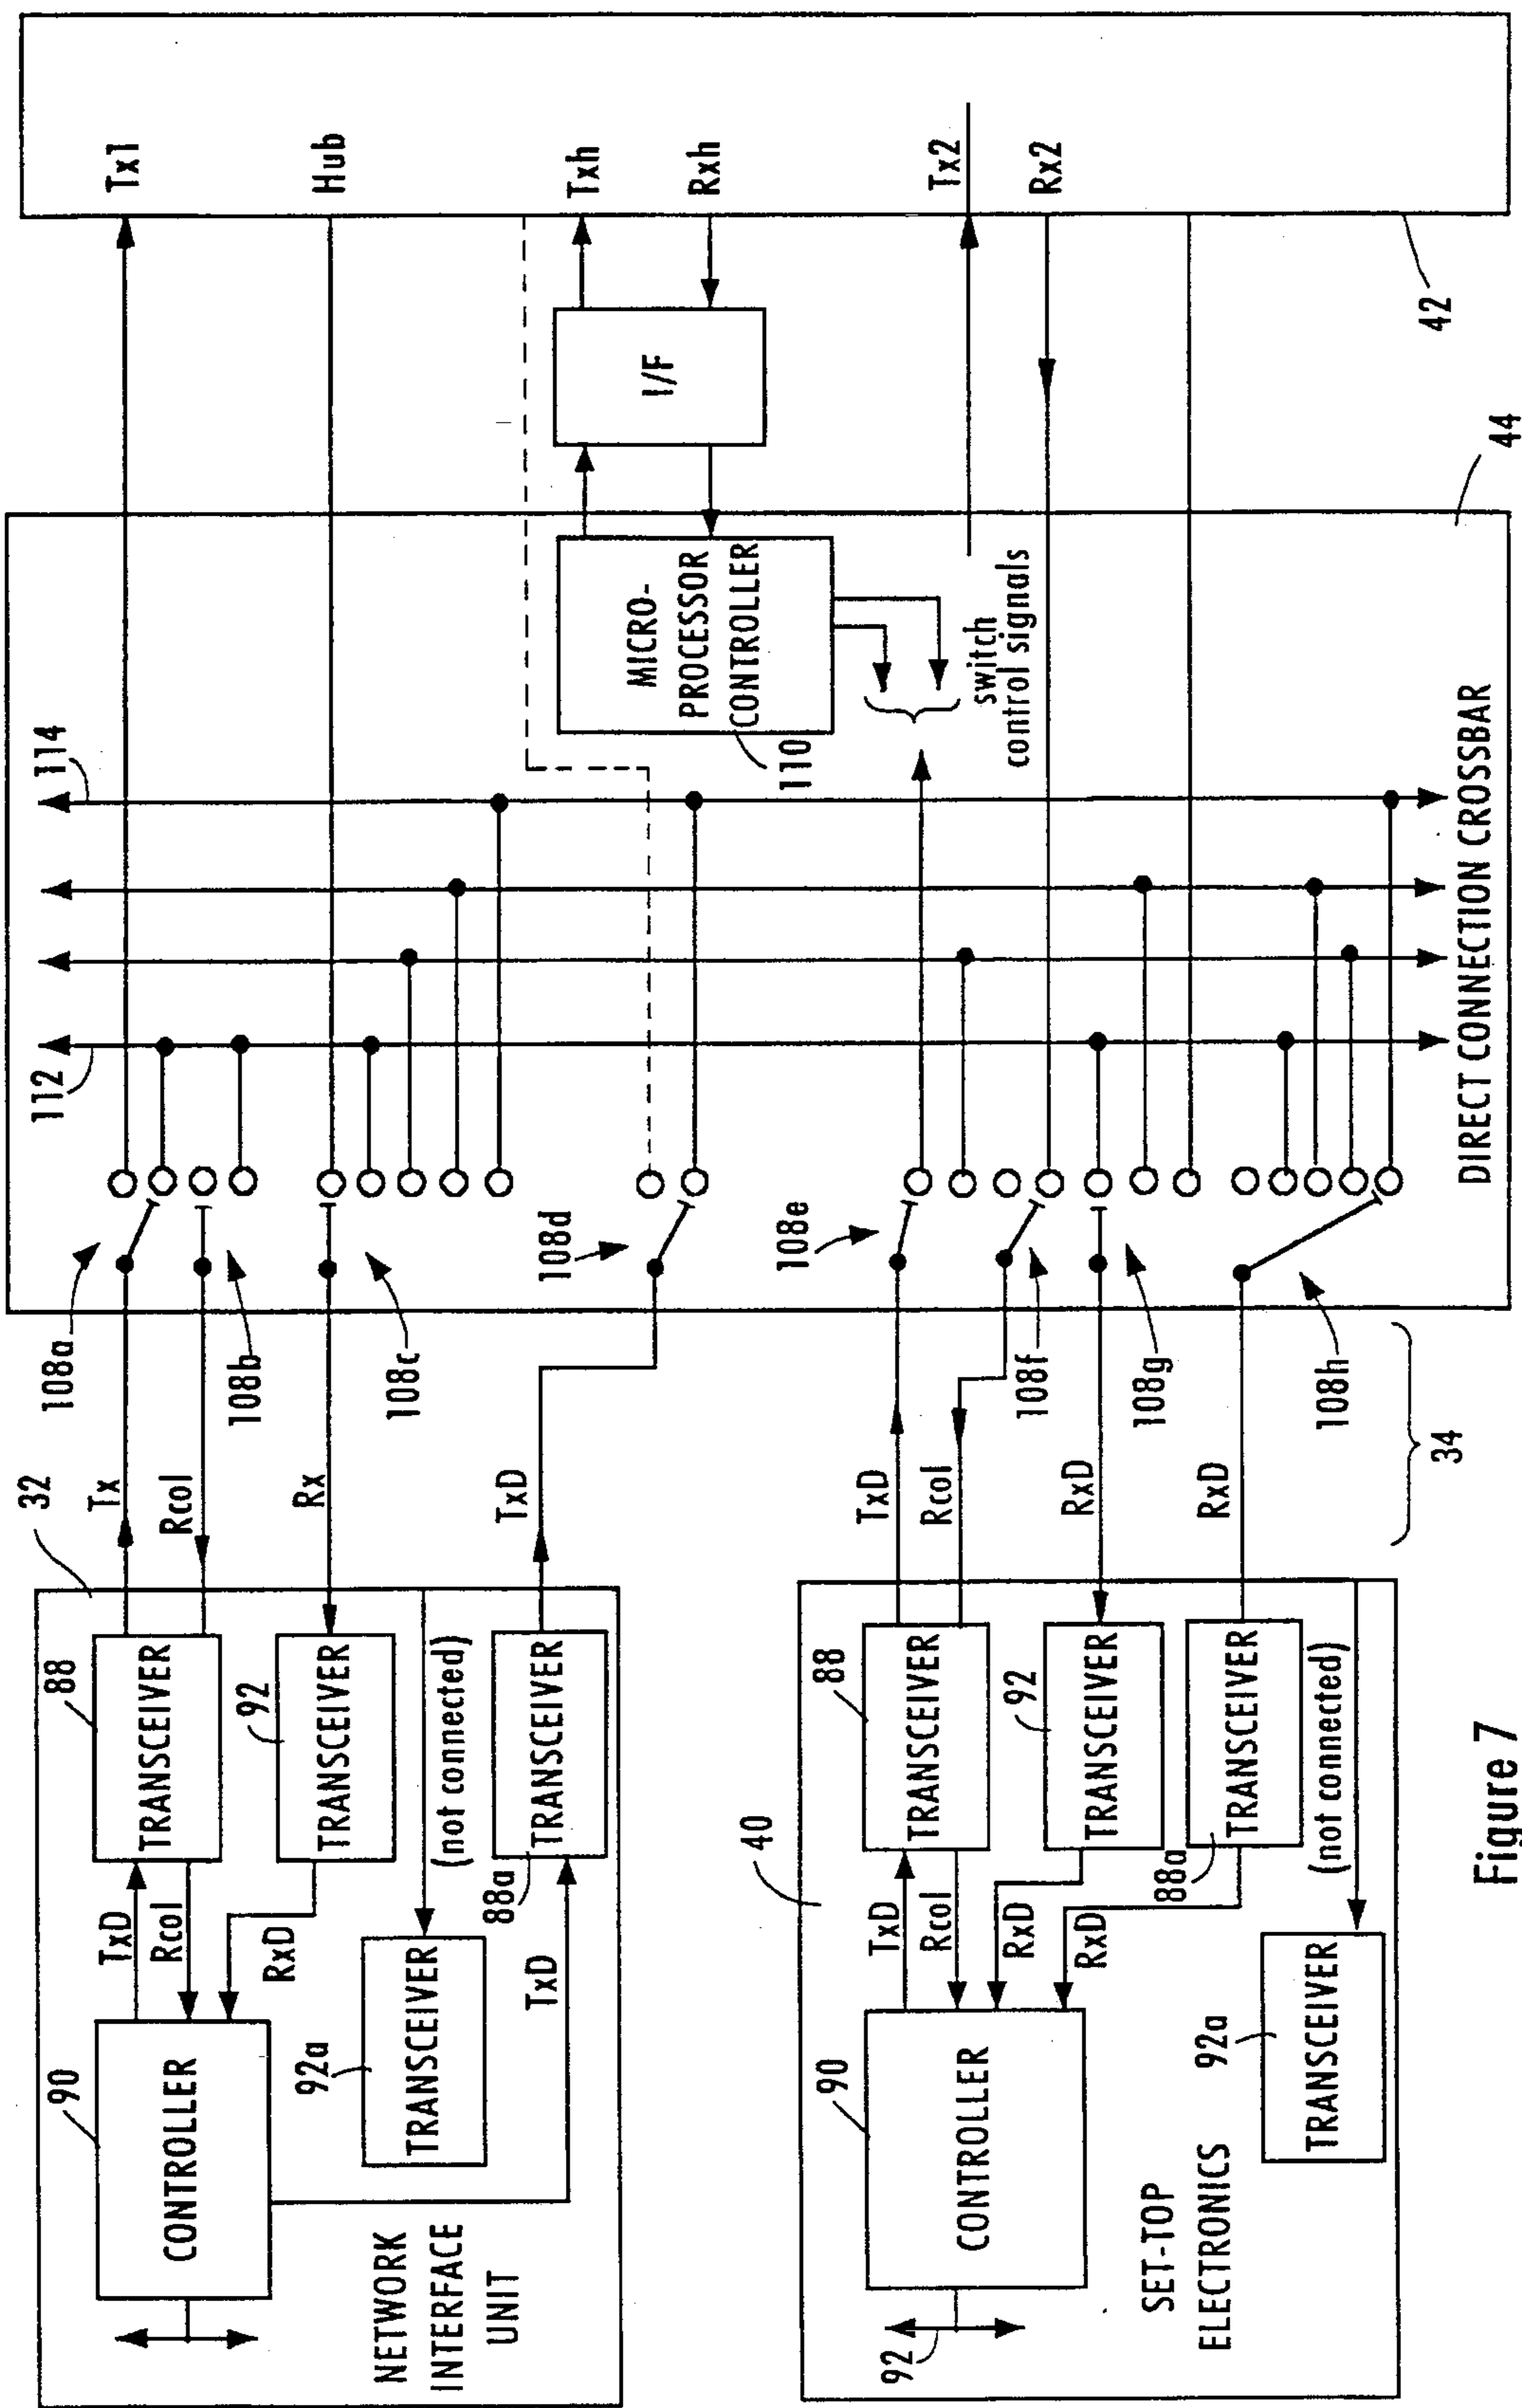 32
90
CONTROLLER
TxD
Rcol
RxD
88
TRANSCEIVER
92
TRANSCEIVER
92a
TRANSCEIVER
(not connected)
88a
TRANSCEIVER
TxD
NETWORK
INTERFACE
UNIT
Tx
Rcol
Rx
TxD
40
90
CONTROLLER
92
TxD
Rcol
RxD
RxD
88
TRANSCEIVER
92
TRANSCEIVER
88a
TRANSCEIVER
(not connected)
92a
TRANSCEIVER
SET-TOP
ELECTRONICS
TxD
Rcol
RxD
RxD
34
108a
108b
108c
108d
108e
108f
108g
108h
112
114
MICRO-
PROCESSOR
CONTROLLER
110
switch
control signals
DIRECT CONNECTION CROSSBAR
44
I/F
Tx1
Hub
Txh
Rxh
Tx2
Rx2
42
Figure 7